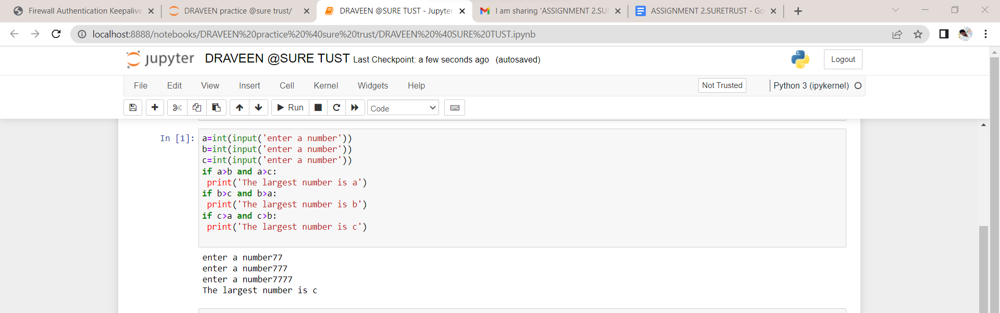 Firewall Authentication Keepalive
DRAVEEN practice @sure trust/
DRAVEEN @SURE TUST - Jupyter
I am sharing 'ASSIGNMENT 2.SUR
ASSIGNMENT 2.SURETRUST - Go
localhost:8888/notebooks/DRAVEEN%20practice%20%40sure%20trust/DRAVEEN%20%40SURE%20TUST.ipynb
jupyter DRAVEEN @SURE TUST Last Checkpoint: a few seconds ago (autosaved)
Logout
File Edit View Insert Cell Kernel Widgets Help
Not Trusted
Python 3 (ipykernel)
Run
Code
In [1]:
a=int(input('enter a number'))
b=int(input('enter a number'))
c=int(input('enter a number'))
if a>b and a>c:
 print('The largest number is a')
if b>c and b>a:
 print('The largest number is b')
if c>a and c>b:
 print('The largest number is c')
enter a number77
enter a number777
enter a number7777
The largest number is c